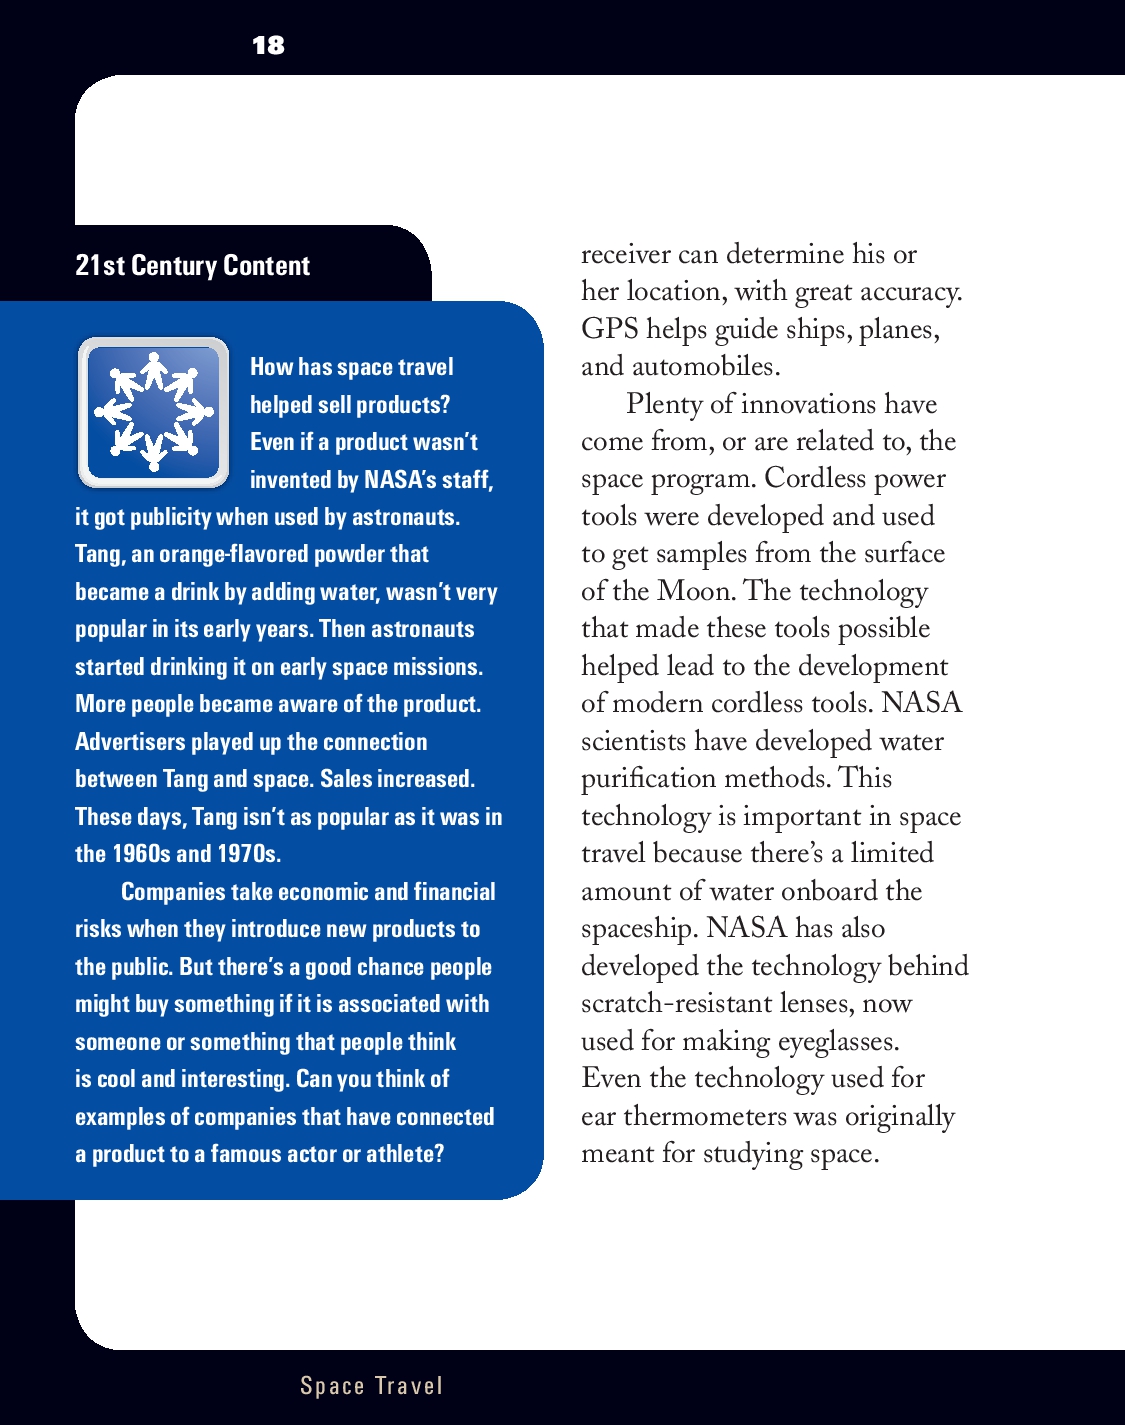 18
21st Century Content
How has space travel
helped sell products?
Even if a product wasn’t
invented by NASA’s staff,
it got publicity when used by astronauts.
Tang, an orange-flavored powder that
became a drink by adding water, wasn’t very
popular in its early years. Then astronauts
started drinking it on early space missions.
More people became aware of the product.
Advertisers played up the connection
between Tang and space. Sales increased.
These days, Tang isn’t as popular as it was in
the 1960s and 1970s.
Companies take economic and financial
risks when they introduce new products to
the public. But there’s a good chance people
might buy something if it is associated with
someone or something that people think
is cool and interesting. Can you think of
examples of companies that have connected
a product to a famous actor or athlete?
receiver can determine his or
her location, with great accuracy.
GPS helps guide ships, planes,
and automobiles.
Plenty of innovations have
come from, or are related to, the
space program. Cordless power
tools were developed and used
to get samples from the surface
of the Moon. The technology
that made these tools possible
helped lead to the development
of modern cordless tools. NASA
scientists have developed water
purification methods. This
technology is important in space
travel because there’s a limited
amount of water onboard the
spaceship. NASA has also
developed the technology behind
scratch-resistant lenses, now
used for making eyeglasses.
Even the technology used for
ear thermometers was originally
meant for studying space.
Space Travel